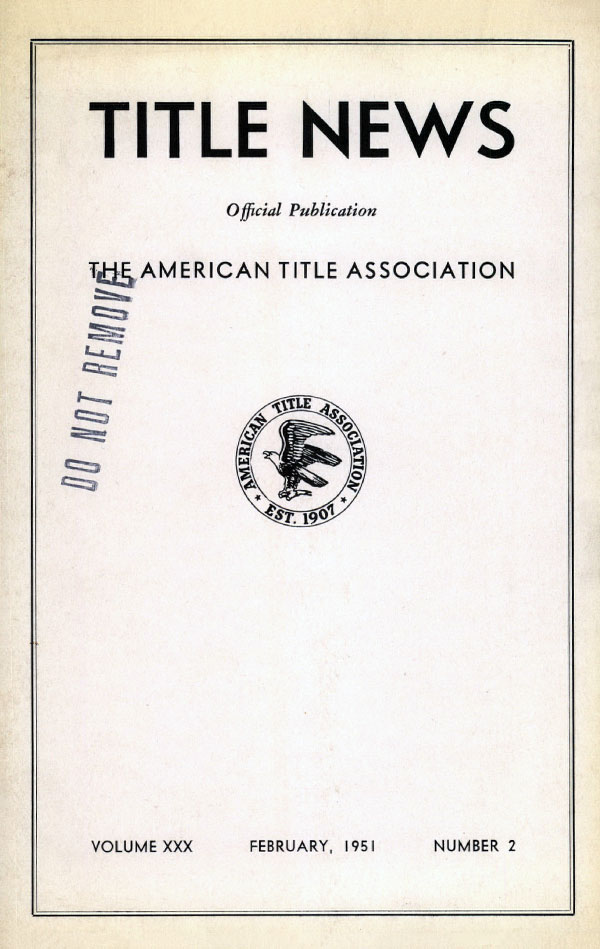 TITLE NEWS
Official Publication
THE AMERICAN TITLE ASSOCIATION
DO NOT REMOVE
AMERICAN TITLE ASSOCIATION
EST. 1907
VOLUME XXX FEBRUARY, 1951 NUMBER 2